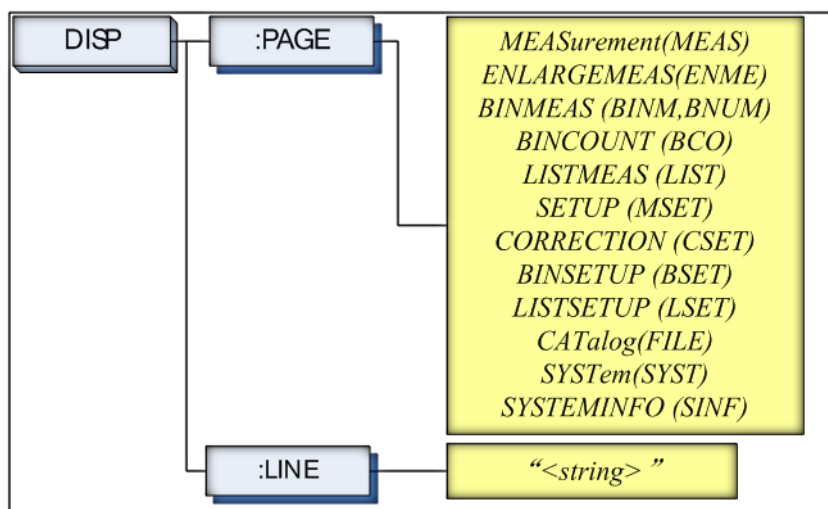 DISP
:PAGE
MEASurement(MEAS)
ENLARGEMEAS(ENME)
BINMEAS (BINM,BNUM)
BINCOUNT (BCO)
LISTMEAS (LIST)
SETUP (MSET)
CORRECTION (CSET)
BINSETUP (BSET)
LISTSETUP (LSET)
CATalog(FILE)
SYSTem(SYST)
SYSTEMINFO (SINF)
:LINE
“<string> ”